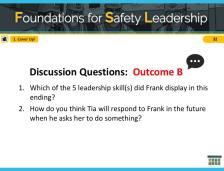 Foundations for Safety Leadership
1. Cover Up!
32
Discussion Questions: Outcome B
1. Which of the 5 leadership skill(s) did Frank display in this
ending?
2. How do you think Tia will respond to Frank in the future
when he asks her to do something?